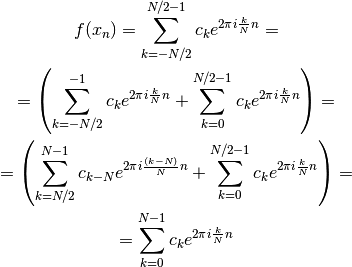 f(x_n) = \sum_{k=-N/2}^{N/2-1} c_k e^{2\pi i \frac{k}{N} n} =
= \left( \sum_{k=-N/2}^{-1} c_k e^{2\pi i \frac{k}{N} n} + \sum_{k=0}^{N/2-1} c_k e^{2\pi i \frac{k}{N} n} \right) =
= \left( \sum_{k=N/2}^{N-1} c_{k-N} e^{2\pi i \frac{(k-N)}{N} n} + \sum_{k=0}^{N/2-1} c_k e^{2\pi i \frac{k}{N} n} \right) =
= \sum_{k=0}^{N-1} c_k e^{2\pi i \frac{k}{N} n}